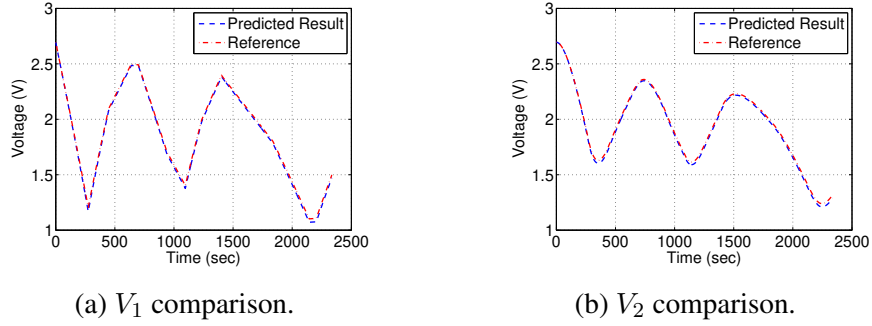 3
2.5
2
1.5
1
Voltage (V)
0 500 1000 1500 2000 2500
Time (sec)
Predicted Result
Reference
(a) V1 comparison.
3
2.5
2
1.5
1
Voltage (V)
0 500 1000 1500 2000 2500
Time (sec)
Predicted Result
Reference
(b) V2 comparison.